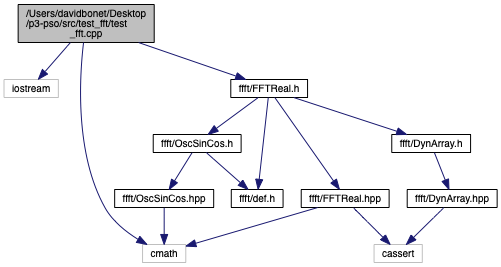 /Users/davidbonet/Desktop
/p3-pso/src/test_fft/test
_fft.cpp
iostream
ffft/FFTReal.h
ffft/OscSinCos.h
ffft/DynArray.h
ffft/OscSinCos.hpp
ffft/def.h
ffft/FFTReal.hpp
ffft/DynArray.hpp
cmath
cassert